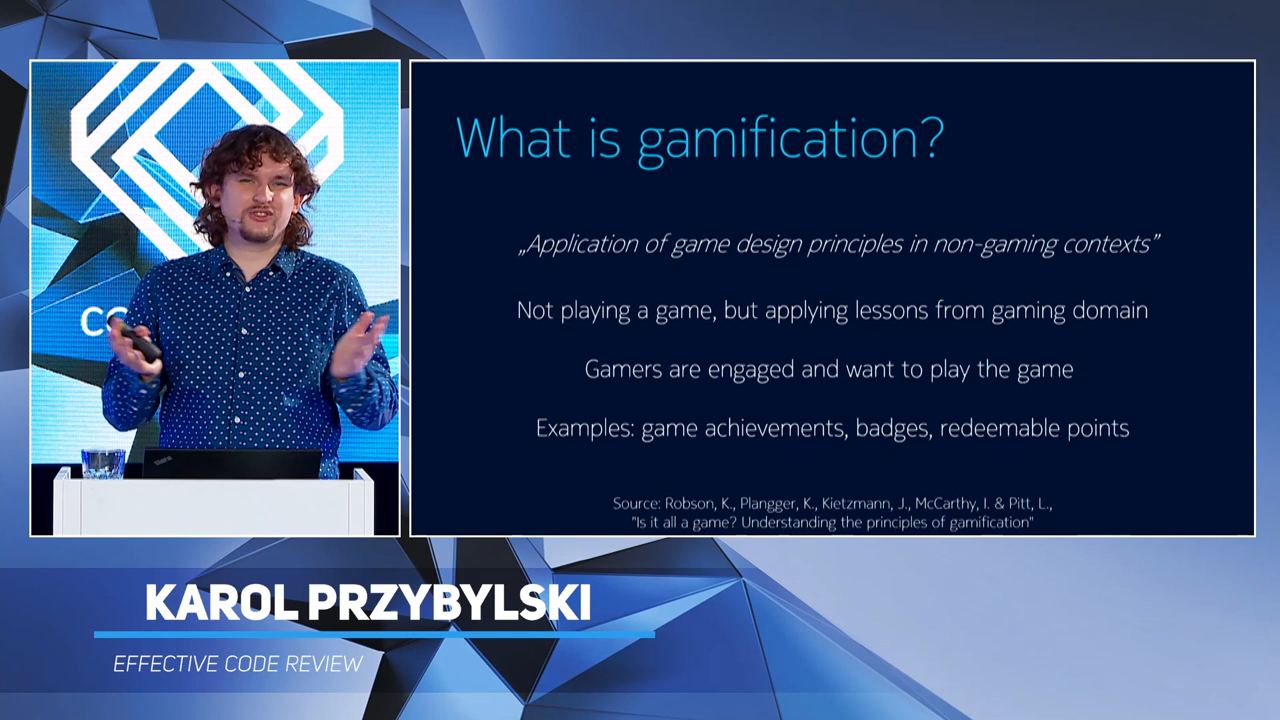 What is gamification?
„Application of game design principles in non-gaming contexts”
Not playing a game, but applying lessons from gaming domain
Gamers are engaged and want to play the game
Examples: game achievements, badges, redeemable points
Source: Robson, K., Plangger, K., Kietzmann, J., McCarthy, I. & Pitt, L.,
"Is it all a game? Understanding the principles of gamification"
KAROL PRZYBYLSKI
EFFECTIVE CODE REVIEW